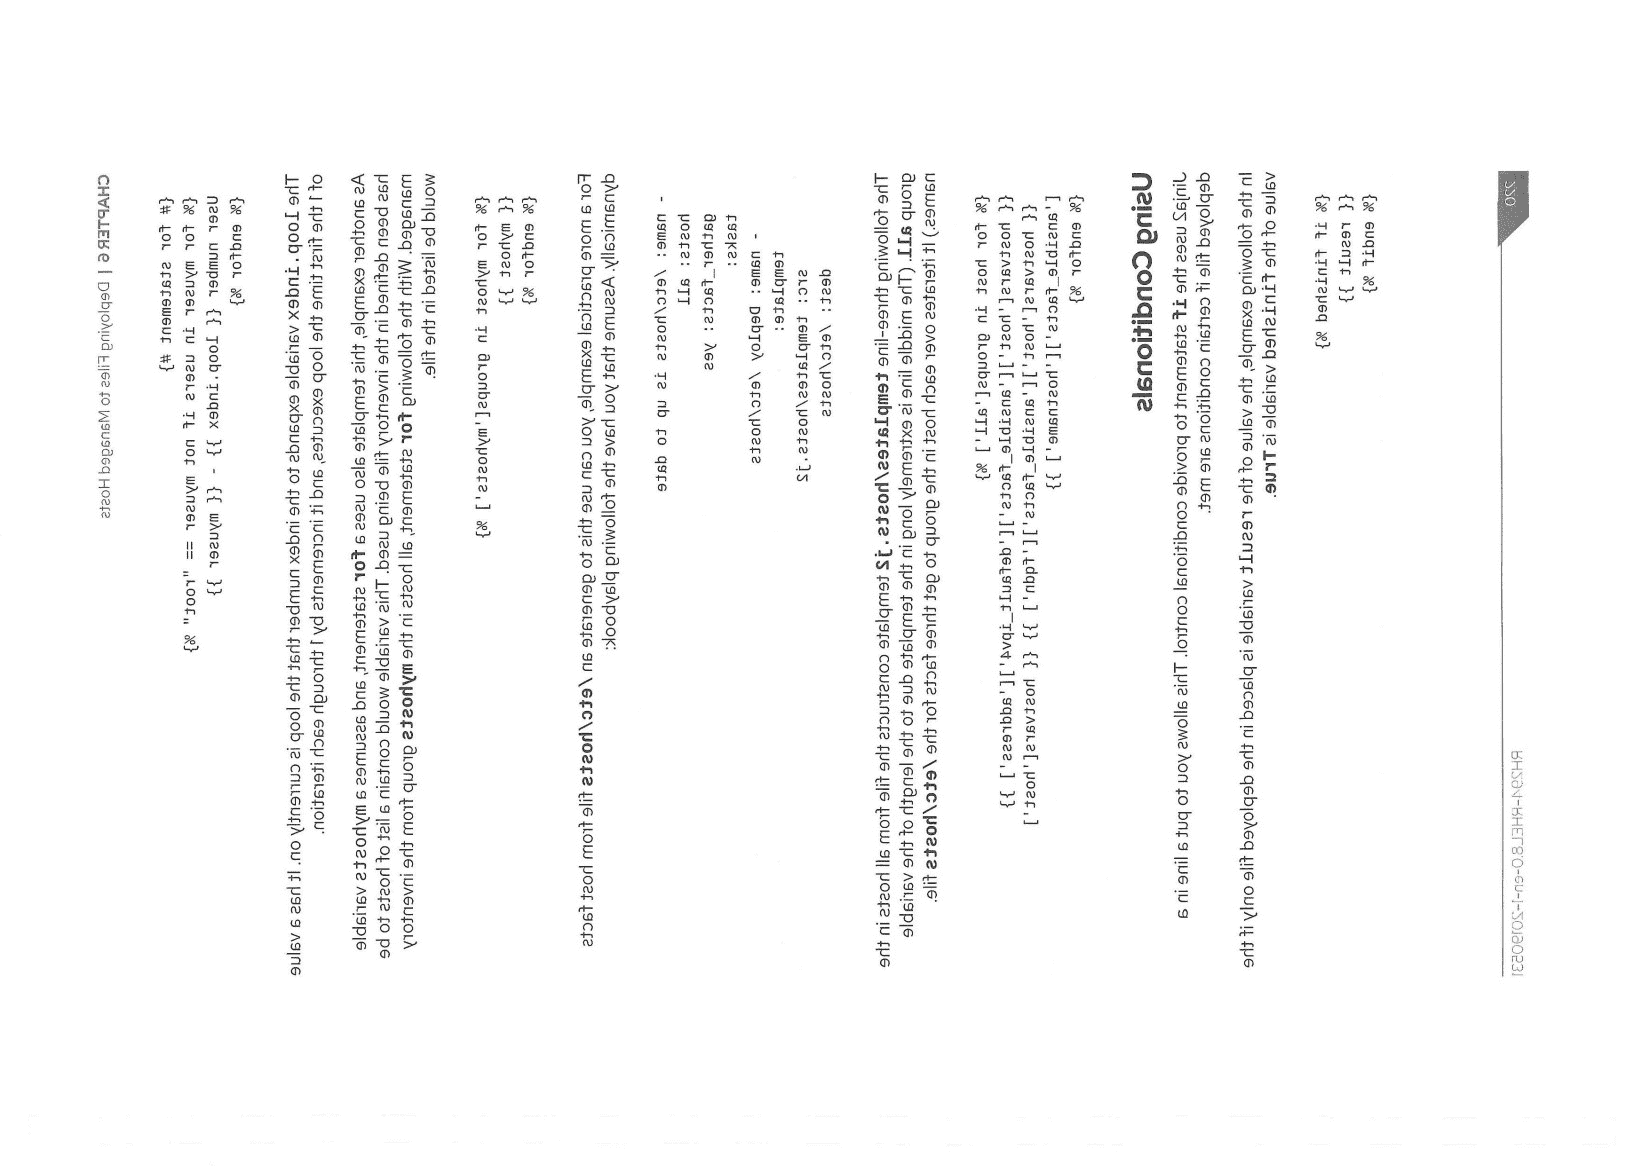 CHAPTER 6 | Deploying Files to Managed Hosts
{# for statement #}
{% for myuser in users if not myuser == "root" %}
User number {{ loop.index }} - {{ myuser }}
{% endfor %}
The loop.index variable expands to the index number that the loop is currently on. It has a value
of 1 the first time the loop executes, and it increments by 1 through each iteration.
As another example, this template also uses a for statement, and assumes a myhosts variable
has been defined in the inventory file being used. This variable would contain a list of hosts to be
managed. With the following for statement, all hosts in the myhosts group from the inventory
would be listed in the file.
{% for myhost in groups['myhosts'] %}
{{ myhost }}
{% endfor %}
For a more practical example, you can use this to generate an /etc/hosts file from host facts
dynamically. Assume that you have the following playbook:
- name: /etc/hosts is up to date
hosts: all
gather_facts: yes
tasks:
- name: Deploy /etc/hosts
template:
src: templates/hosts.j2
dest: /etc/hosts
The following three-line templates/hosts.j2 template constructs the file from all hosts in the
group all. (The middle line is extremely long in the template due to the length of the variable
names.) It iterates over each host in the group to get three facts for the /etc/hosts file.
{% for host in groups['all'] %}
{{ hostvars['host']['ansible_facts']['default_ipv4']['address'] }}
{{ hostvars['host']['ansible_facts']['fqdn'] }} {{ hostvars['host']
['ansible_facts']['hostname'] }}
{% endfor %}
Using Conditionals
Jinja2 uses the if statement to provide conditional control. This allows you to put a line in a
deployed file if certain conditions are met.
In the following example, the value of the result variable is placed in the deployed file only if the
value of the finished variable is True.
{% if finished %}
{{ result }}
{% endif %}
220
RH294-RHEL8.0-en-1-20190531